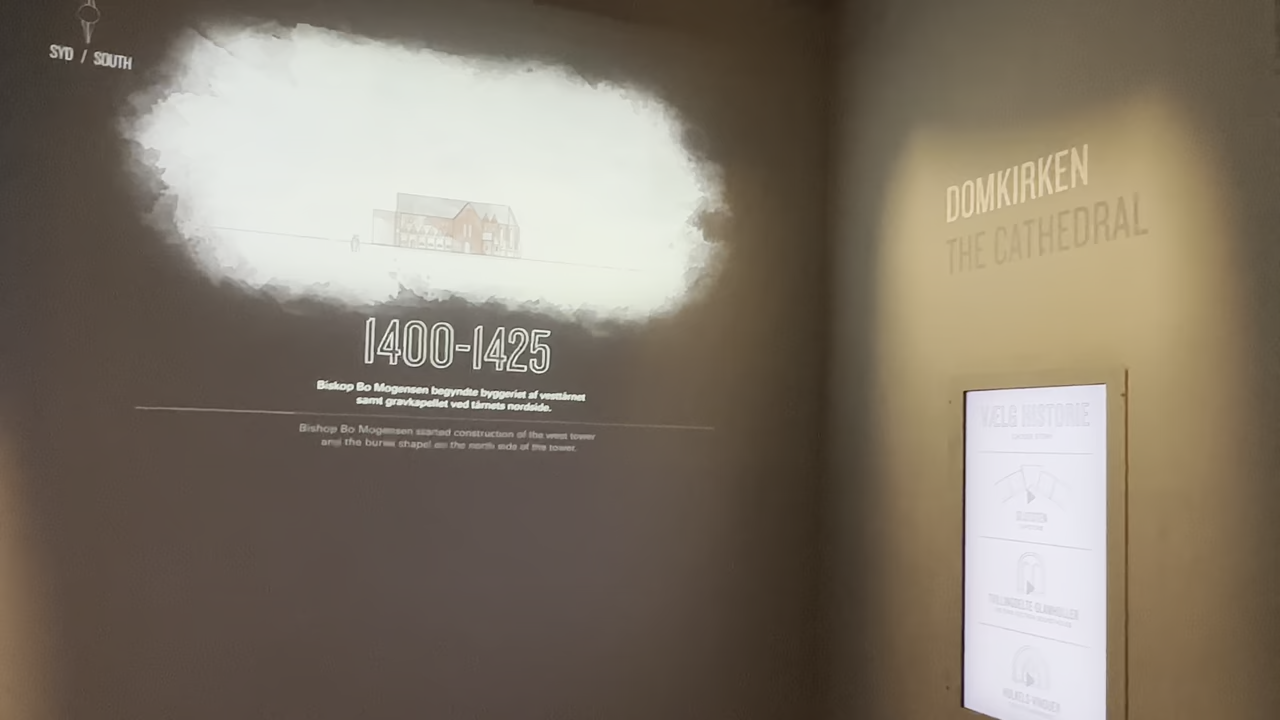 SYD / SOUTH
1400-1425
Biskop Bo Mogensen begyndte byggeriet af vesttårnet
samt gravkapellet ved tårnets nordside.
Bishop Bo Mogensen started construction of the west tower
and the burial chapel on the north side of the tower.
DOMKIRKEN
THE CATHEDRAL
VÆLG HISTORIE